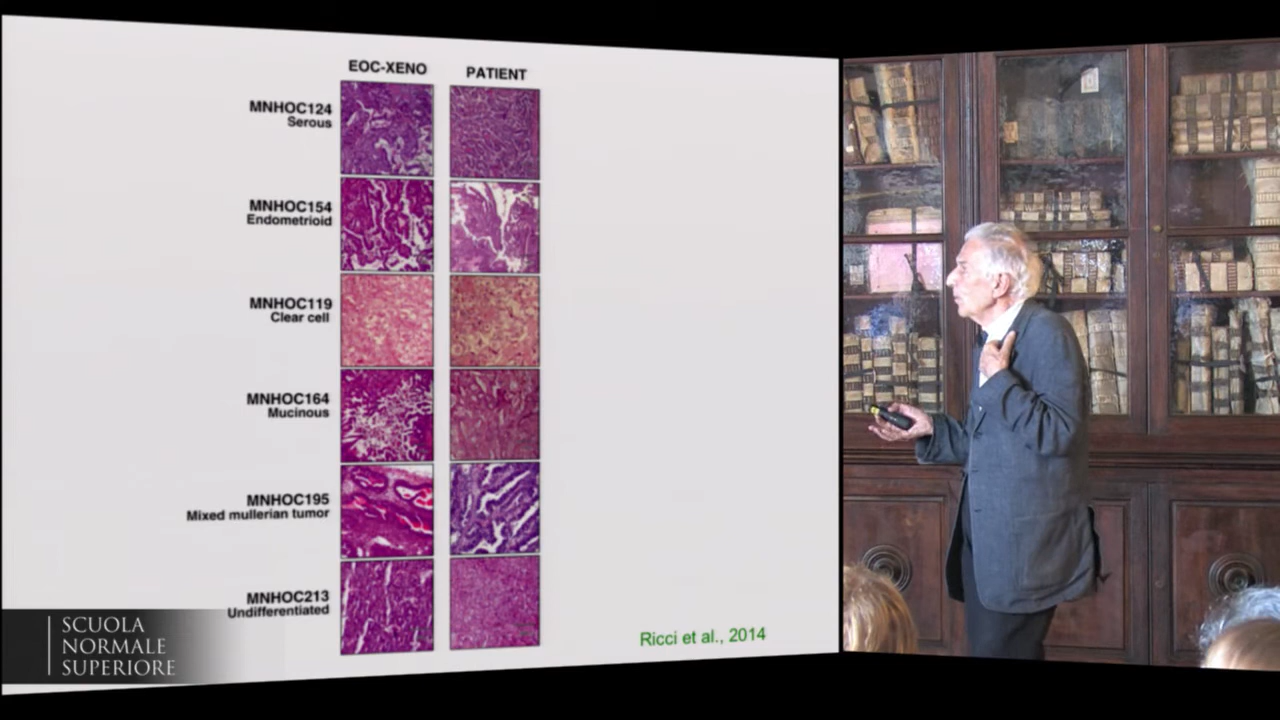 EOC-XENO PATIENT
MNHOC124
Serous
MNHOC154
Endometrioid
MNHOC119
Clear cell
MNHOC164
Mucinous
MNHOC195
Mixed mullerian tumor
MNHOC213
Undifferentiated
Ricci et al., 2014
SCUOLA
NORMALE
SUPERIORE